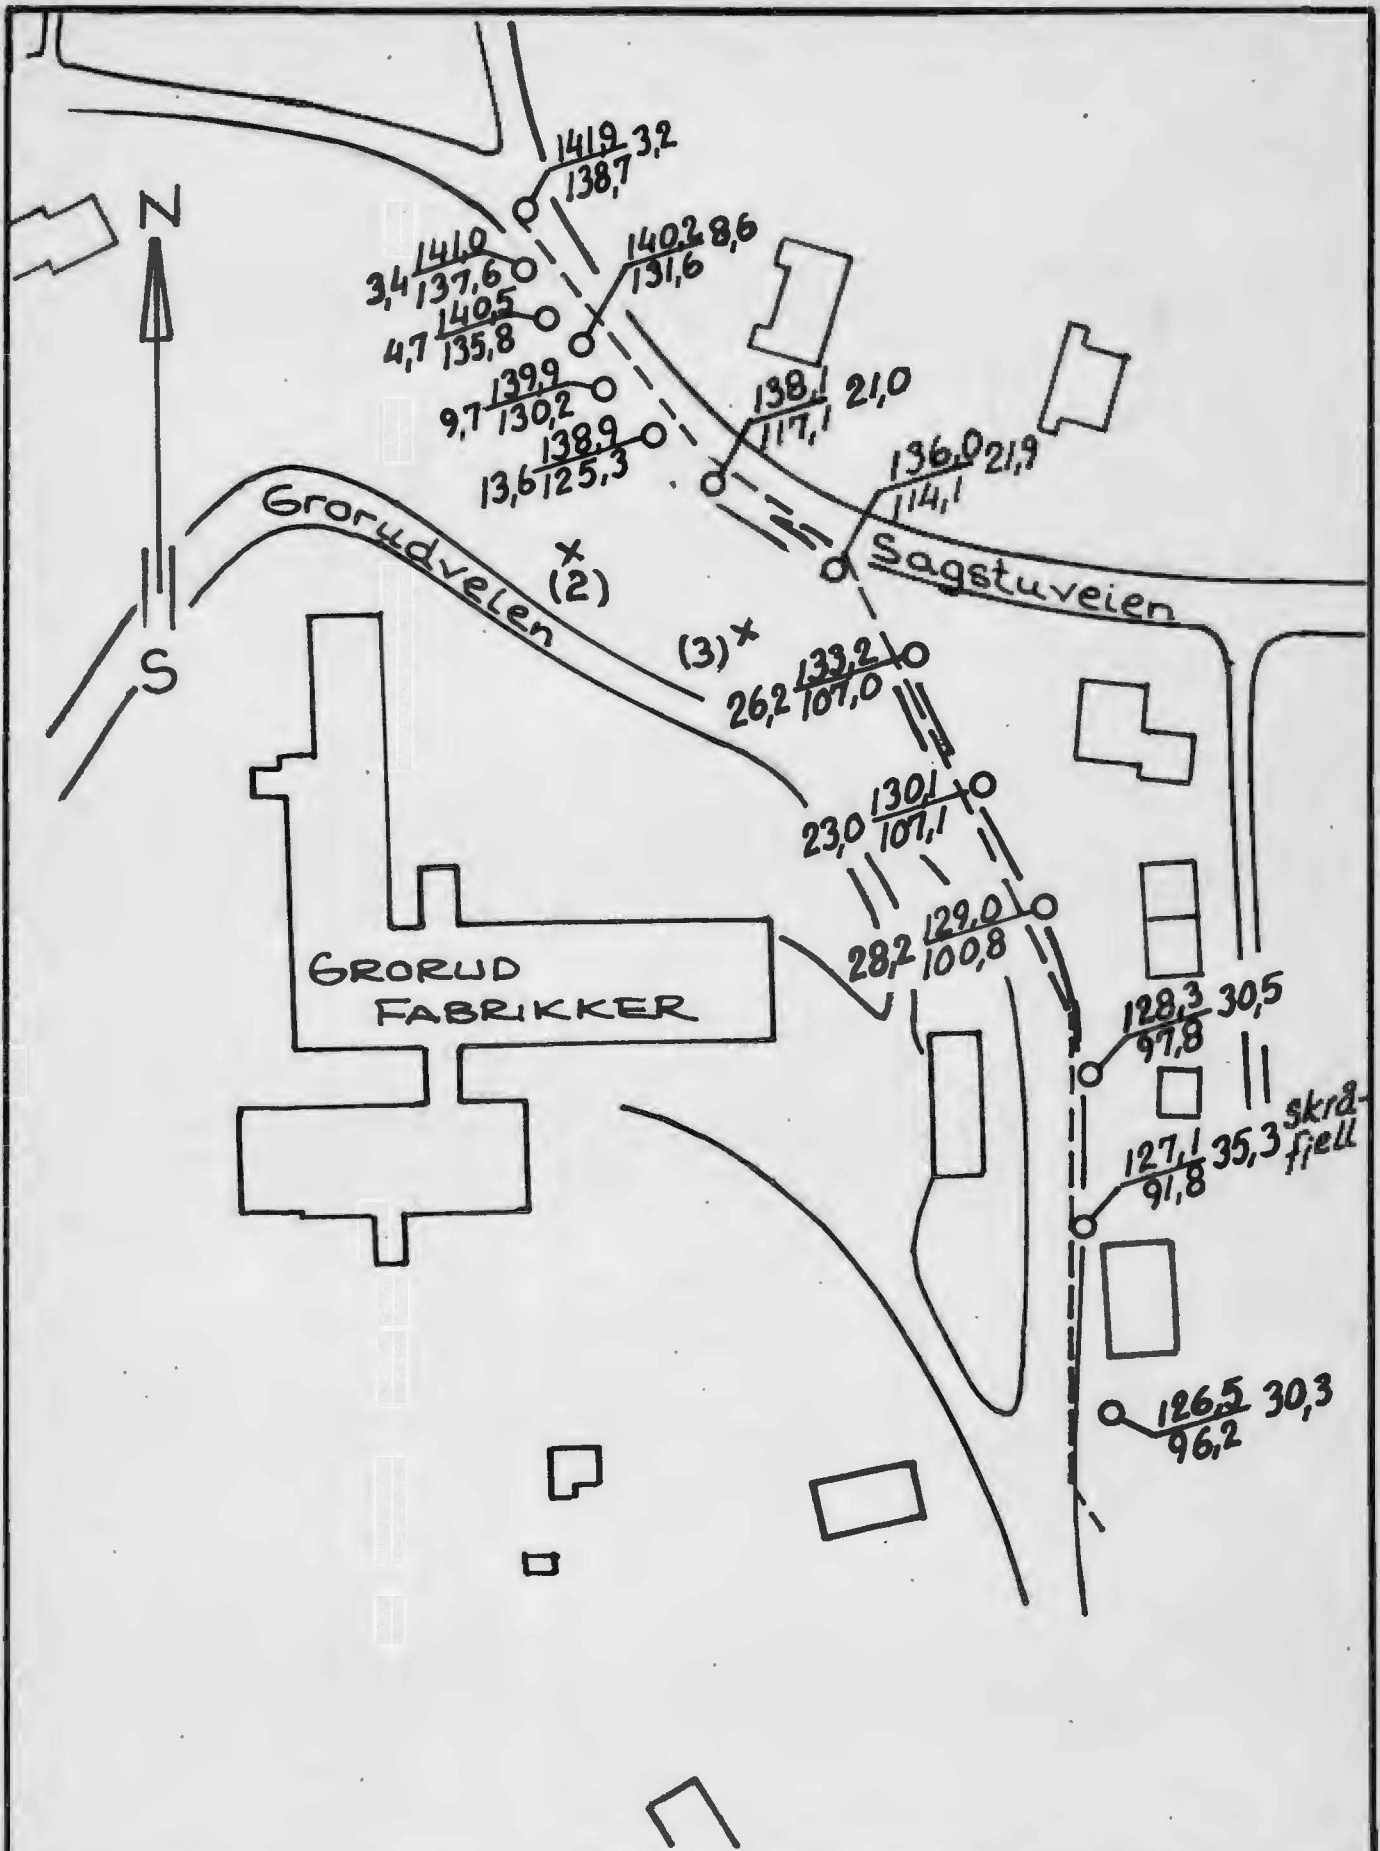 141,9 3,2
138,7
N
141,0
3,4 137,6
140,2 8,6
131,6
140,5
4,7 135,8
139,9
9,7 130,2
138,1 21,0
117,1
138,9
13,6 125,3
136,0 21,9
114,1
Grorudveien
Sagstuveien
x
(2)
(3) x
S
133,2
26,2 107,0
130,1
23,0 107,1
129,0
28,2 100,8
GRORUD
FABRIKKER
128,3 30,5
97,8
127,1 35,3 skrå-
91,8 fjell
126,5 30,3
96,2